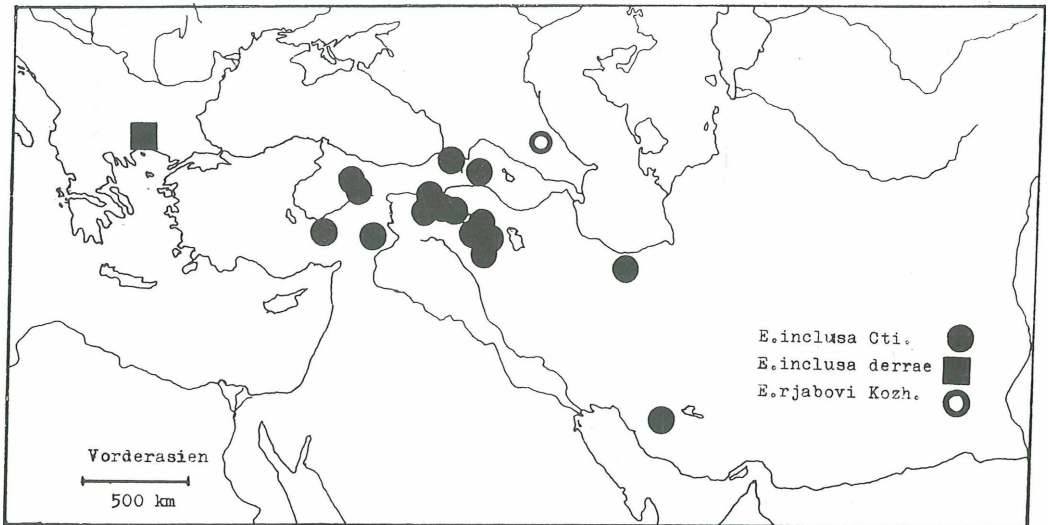 E.inclusa Cti.
E.inclusa derrae
E.rjabovi Kozh.
Vorderasien
500 km